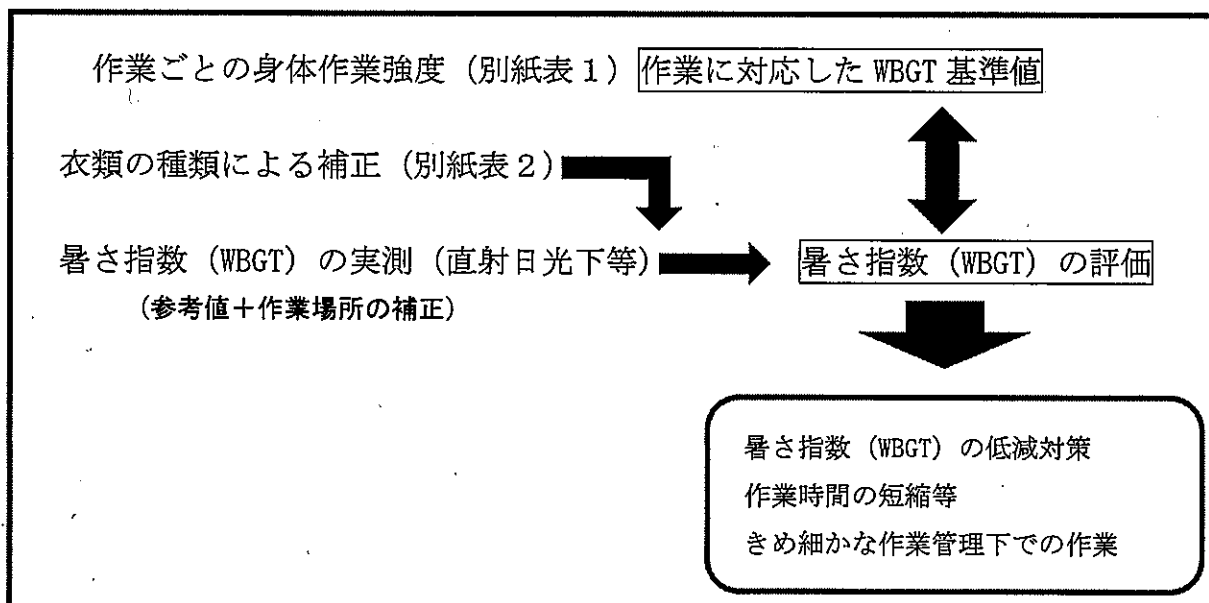 作業ごとの身体作業強度（別紙表１）作業に対応した WBGT 基準値
衣類の種類による補正（別紙表２）
暑さ指数（WBGT）の実測（直射日光下等）
暑さ指数（WBGT）の評価
（参考値＋作業場所の補正）
暑さ指数（WBGT）の低減対策
作業時間の短縮等
きめ細かな作業管理下での作業